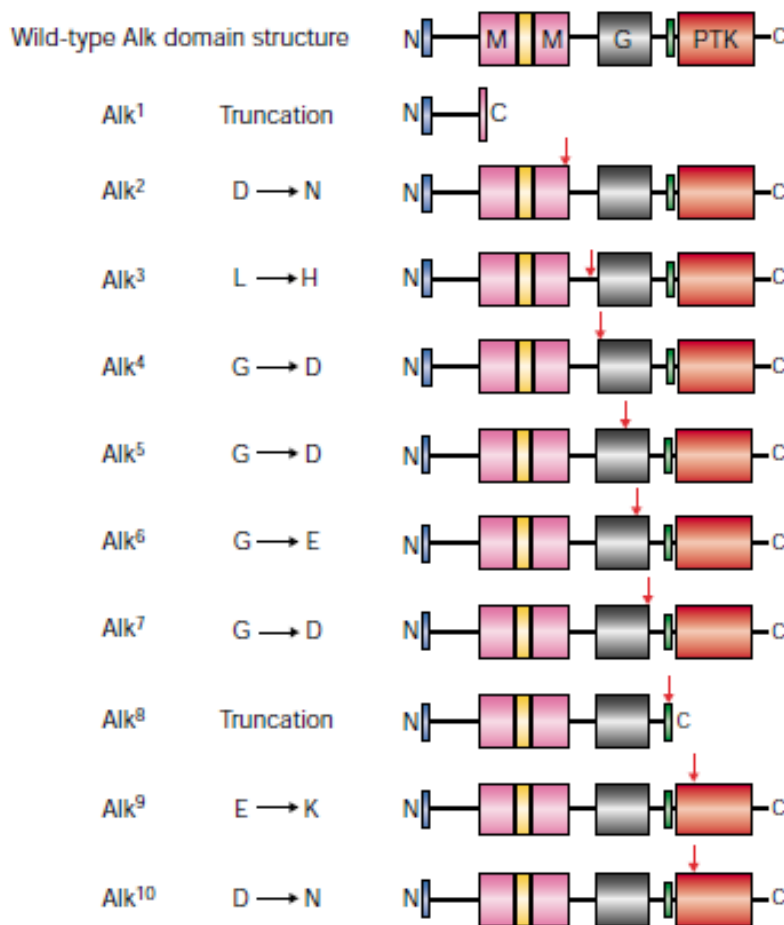 Wild-type Alk domain structure N M M G PTK C
Alk¹ Truncation N C
Alk² D → N N C
Alk³ L → H N C
Alk⁴ G → D N C
Alk⁵ G → D N C
Alk⁶ G → E N C
Alk⁷ G → D N C
Alk⁸ Truncation N C
Alk⁹ E → K N C
Alk¹⁰ D → N N C